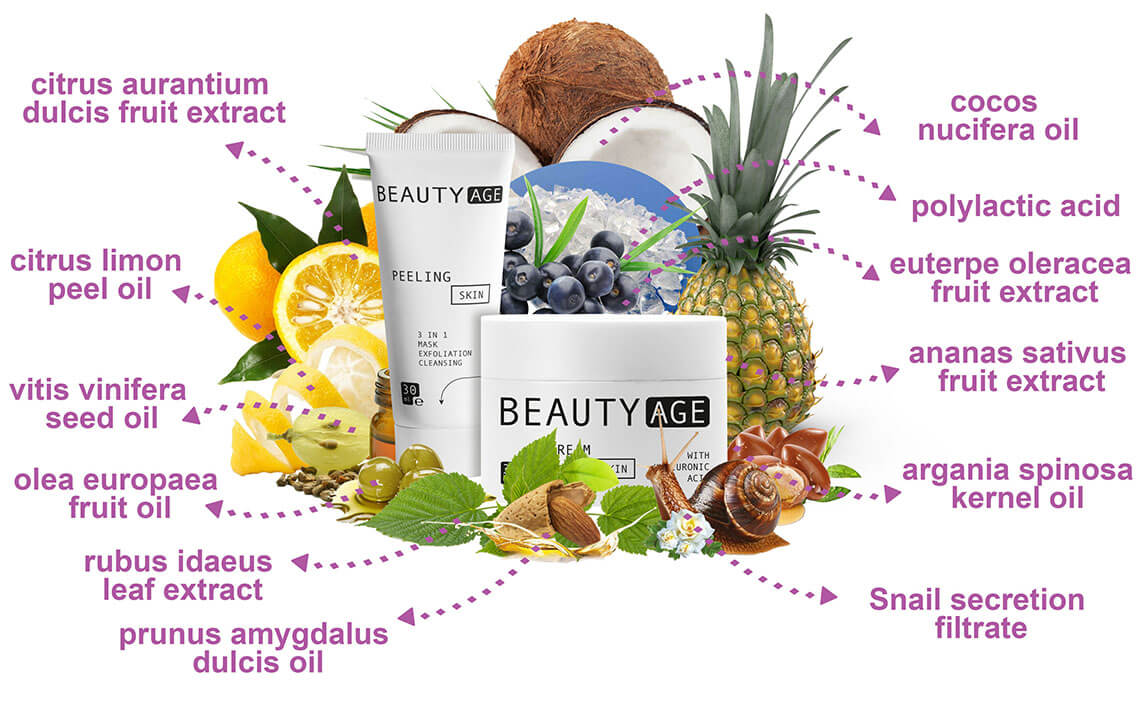 citrus aurantium
dulcis fruit extract
citrus limon
peel oil
vitis vinifera
seed oil
olea europaea
fruit oil
rubus idaeus
leaf extract
prunus amygdalus
dulcis oil
BEAUTY AGE
PEELING
SKIN
3 IN 1
MASK
EXFOLIATION
CLEANSING
30
e
BEAUTY AGE
WITH
cocos
nucifera oil
polylactic acid
euterpe oleracea
fruit extract
ananas sativus
fruit extract
argania spinosa
kernel oil
Snail secretion
filtrate